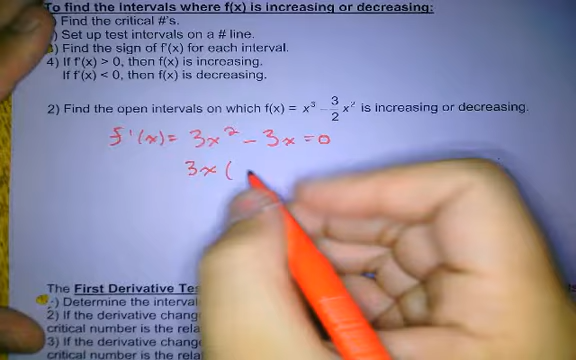 To find the intervals where f(x) is increasing or decreasing:
) Find the critical #'s.
) Set up test intervals on a # line.
3) Find the sign of f'(x) for each interval.
4) If f'(x) > 0, then f(x) is increasing.
If f'(x) < 0, then f(x) is decreasing.
2) Find the open intervals on which f(x) = x³ − 3/2 x² is increasing or decreasing.
f'(x) = 3x² − 3x = 0
3x (
The First Derivative Te
) Determine the interva
2) If the derivative chang
critical number is the rela
3) If the derivative chang
critical number is the rela